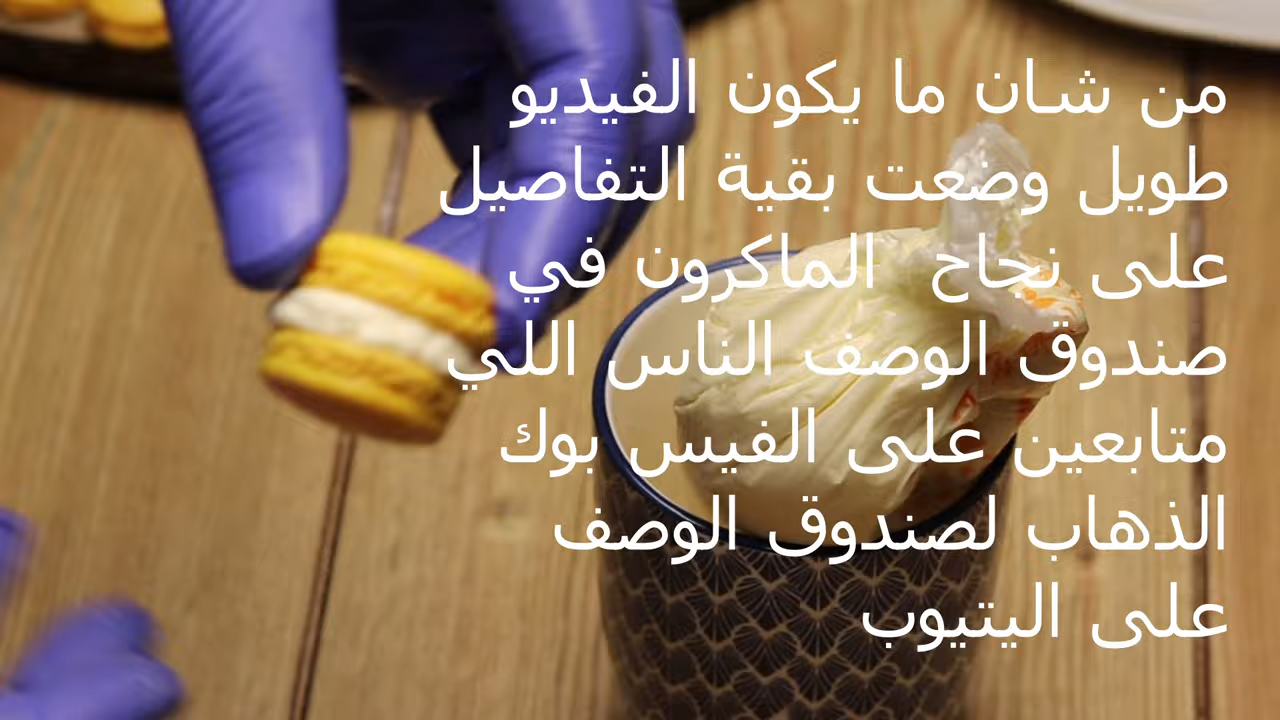 من شان ما يكون الفيديو
طويل وضعت بقية التفاصيل
على نجاح الماكرون في
صندوق الوصف الناس اللي
متابعين على الفيس بوك
الذهاب لصندوق الوصف
على اليتيوب